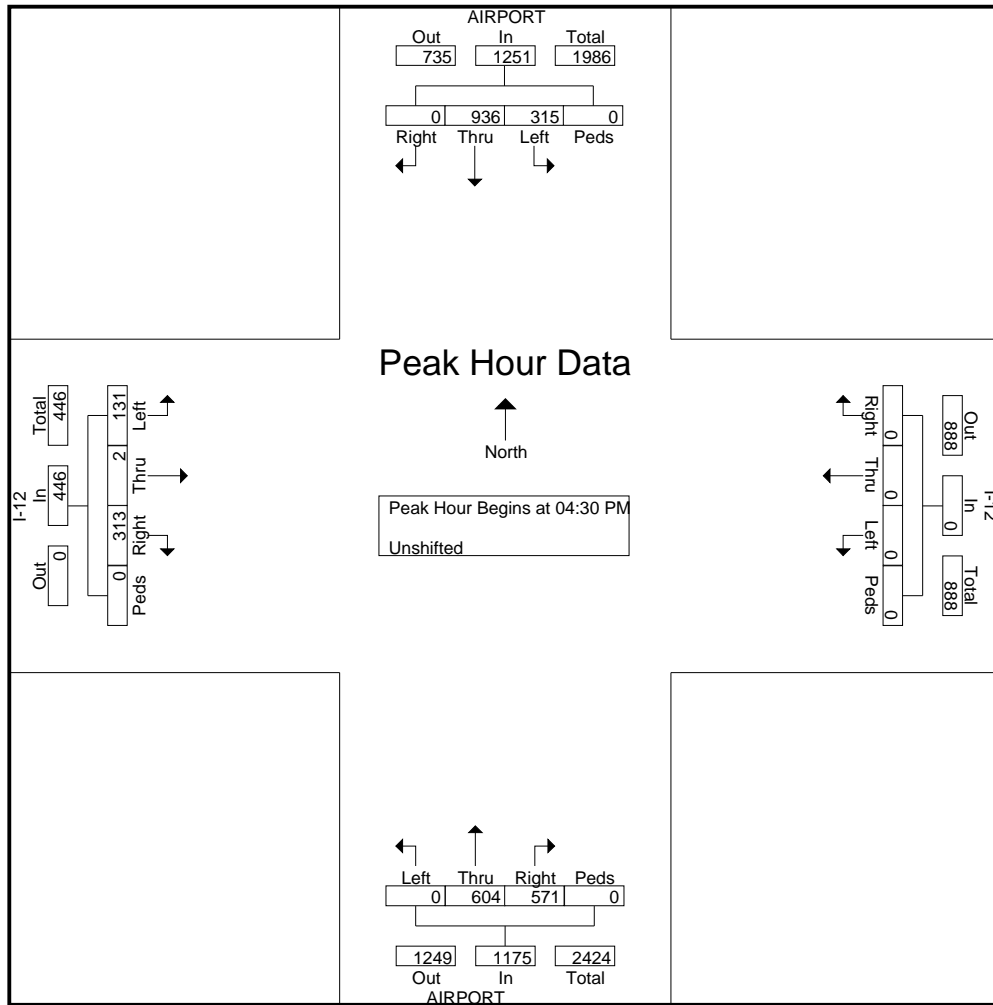 AIRPORT
Out In Total
735 1251 1986
0 936 315 0
Right Thru Left Peds
Peak Hour Data
North
Peak Hour Begins at 04:30 PM
Unshifted
I-12
Total In Out
446 446 0
131 2 313 0
Left Thru Right Peds
Right Thru Left Peds
0 0 0 0
888 0 888
Out In Total
I-12
Left Thru Right Peds
0 604 571 0
1249 1175 2424
Out In Total
AIRPORT